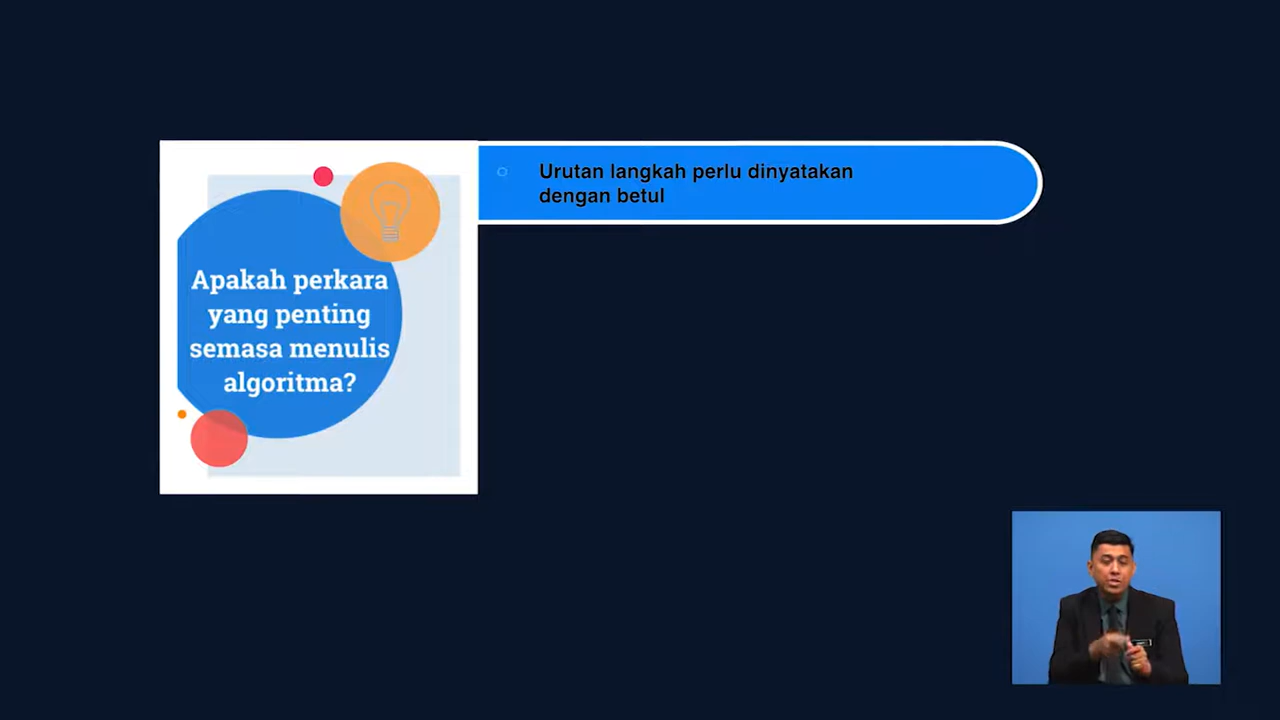 Apakah perkara
yang penting
semasa menulis
algoritma?
Urutan langkah perlu dinyatakan
dengan betul